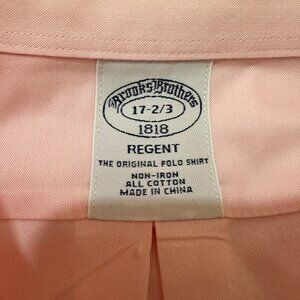 Brooks Brothers
17-2/3
1818
REGENT
THE ORIGINAL POLO SHIRT
NON-IRON
ALL COTTON
MADE IN CHINA